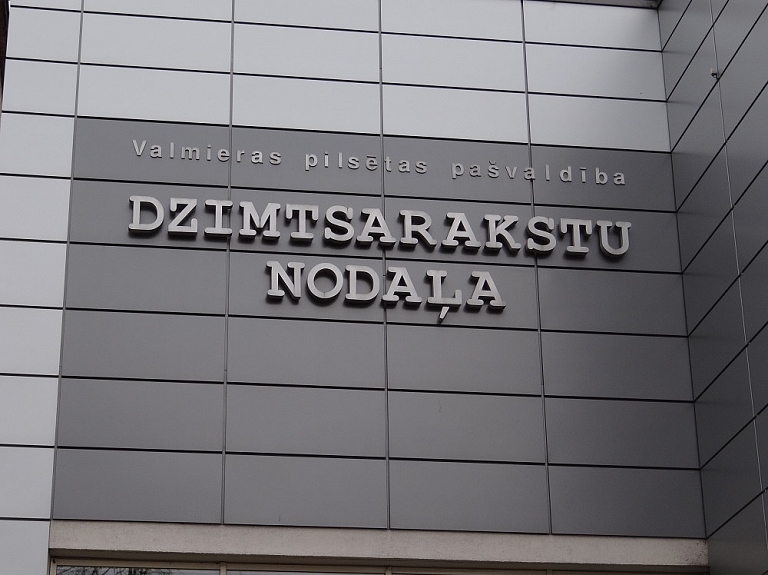 Valmieras pilsētas pašvaldība
DZIMTSARAKSTU
NODAĻA